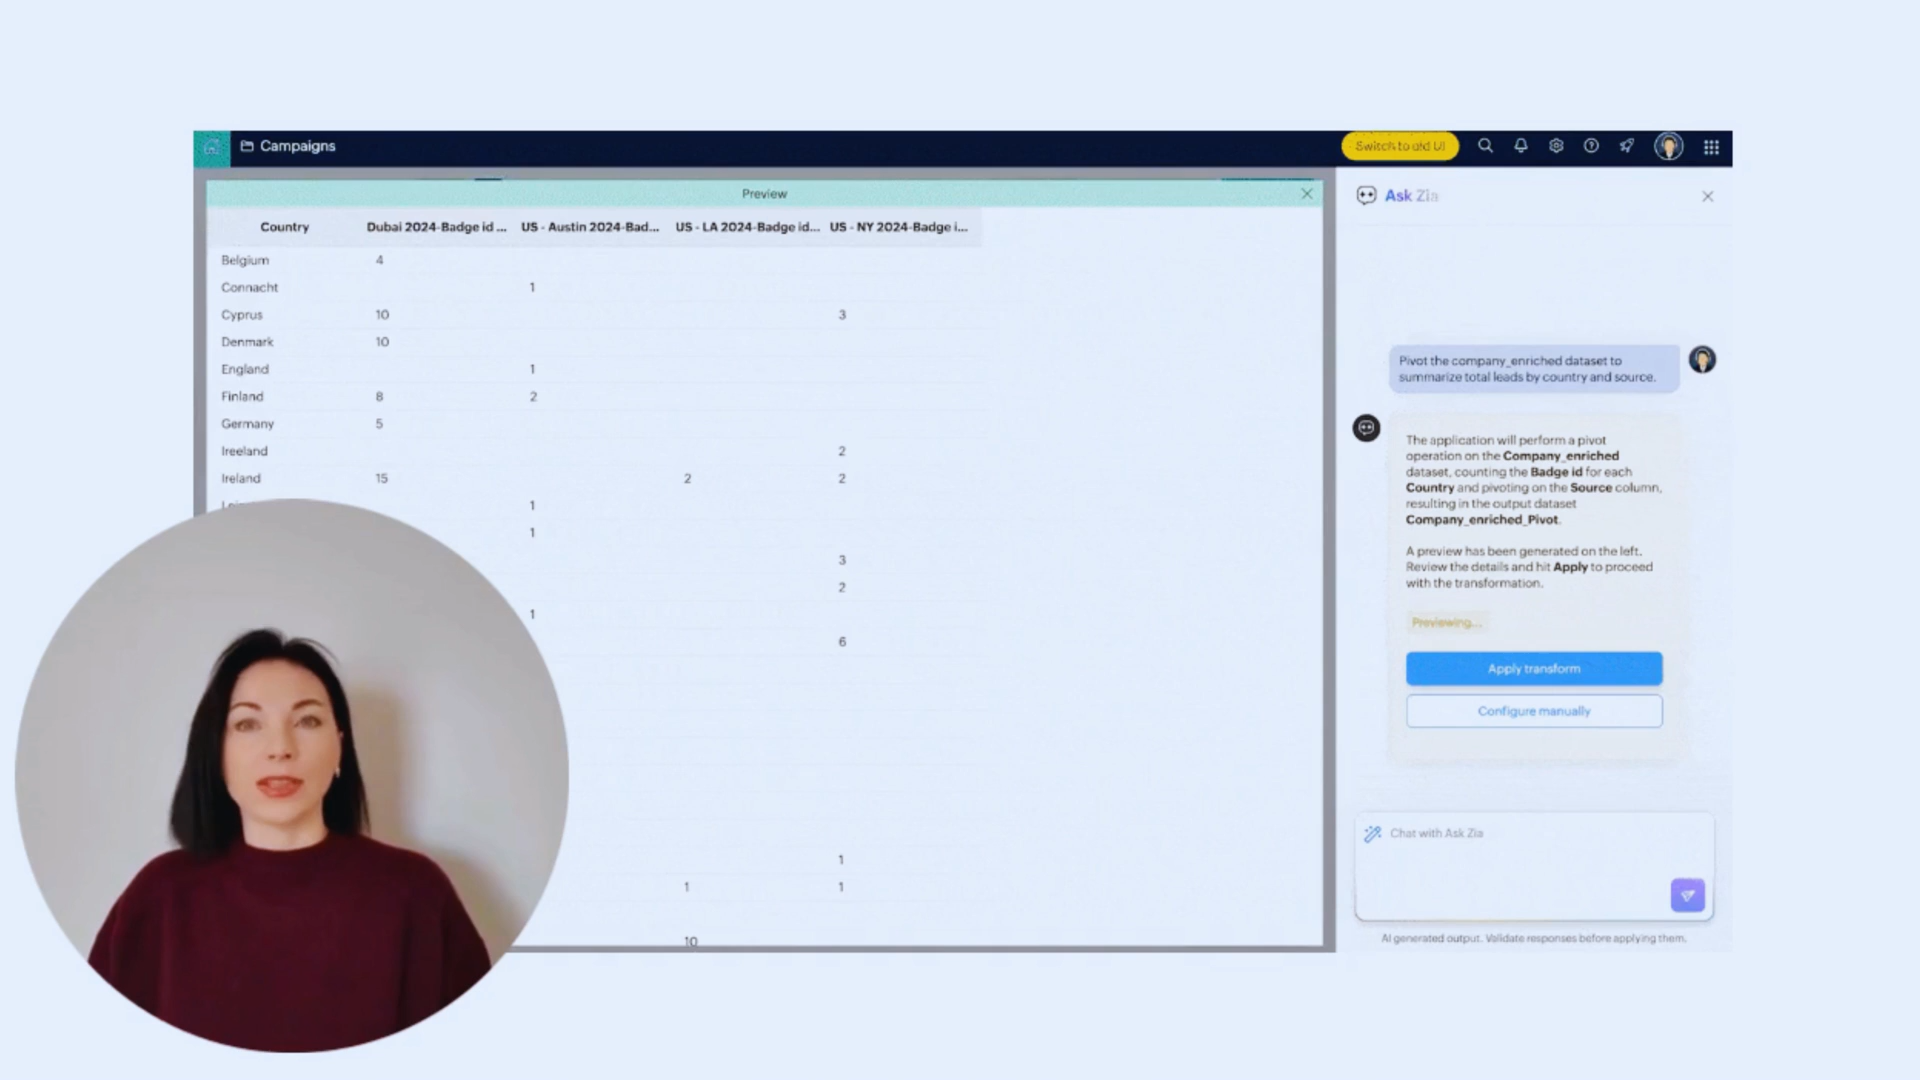 Campaigns
Switch to old UI
Preview
Ask Zia
Country Dubai 2024-Badge id ... US - Austin 2024-Bad... US - LA 2024-Badge id... US - NY 2024-Badge i...
Belgium 4
Connacht 1
Cyprus 10 3
Denmark 10
England 1
Finland 8 2
Germany 5
Ireeland 2
Ireland 15 2 2
1
1
3
2
1
6
1
1 1
10
Pivot the company_enriched dataset to
summarize total leads by country and source.
The application will perform a pivot
operation on the Company_enriched
dataset, counting the Badge id for each
Country and pivoting on the Source column,
resulting in the output dataset
Company_enriched_Pivot.
A preview has been generated on the left.
Review the details and hit Apply to proceed
with the transformation.
Previewing...
Apply transform
Configure manually
Chat with Ask Zia
AI generated output. Validate responses before applying them.